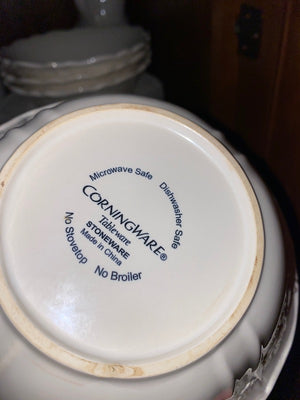 Microwave Safe Dishwasher Safe
CORNINGWARE®
Tableware
STONEWARE
Made in China
No Stovetop No Broiler